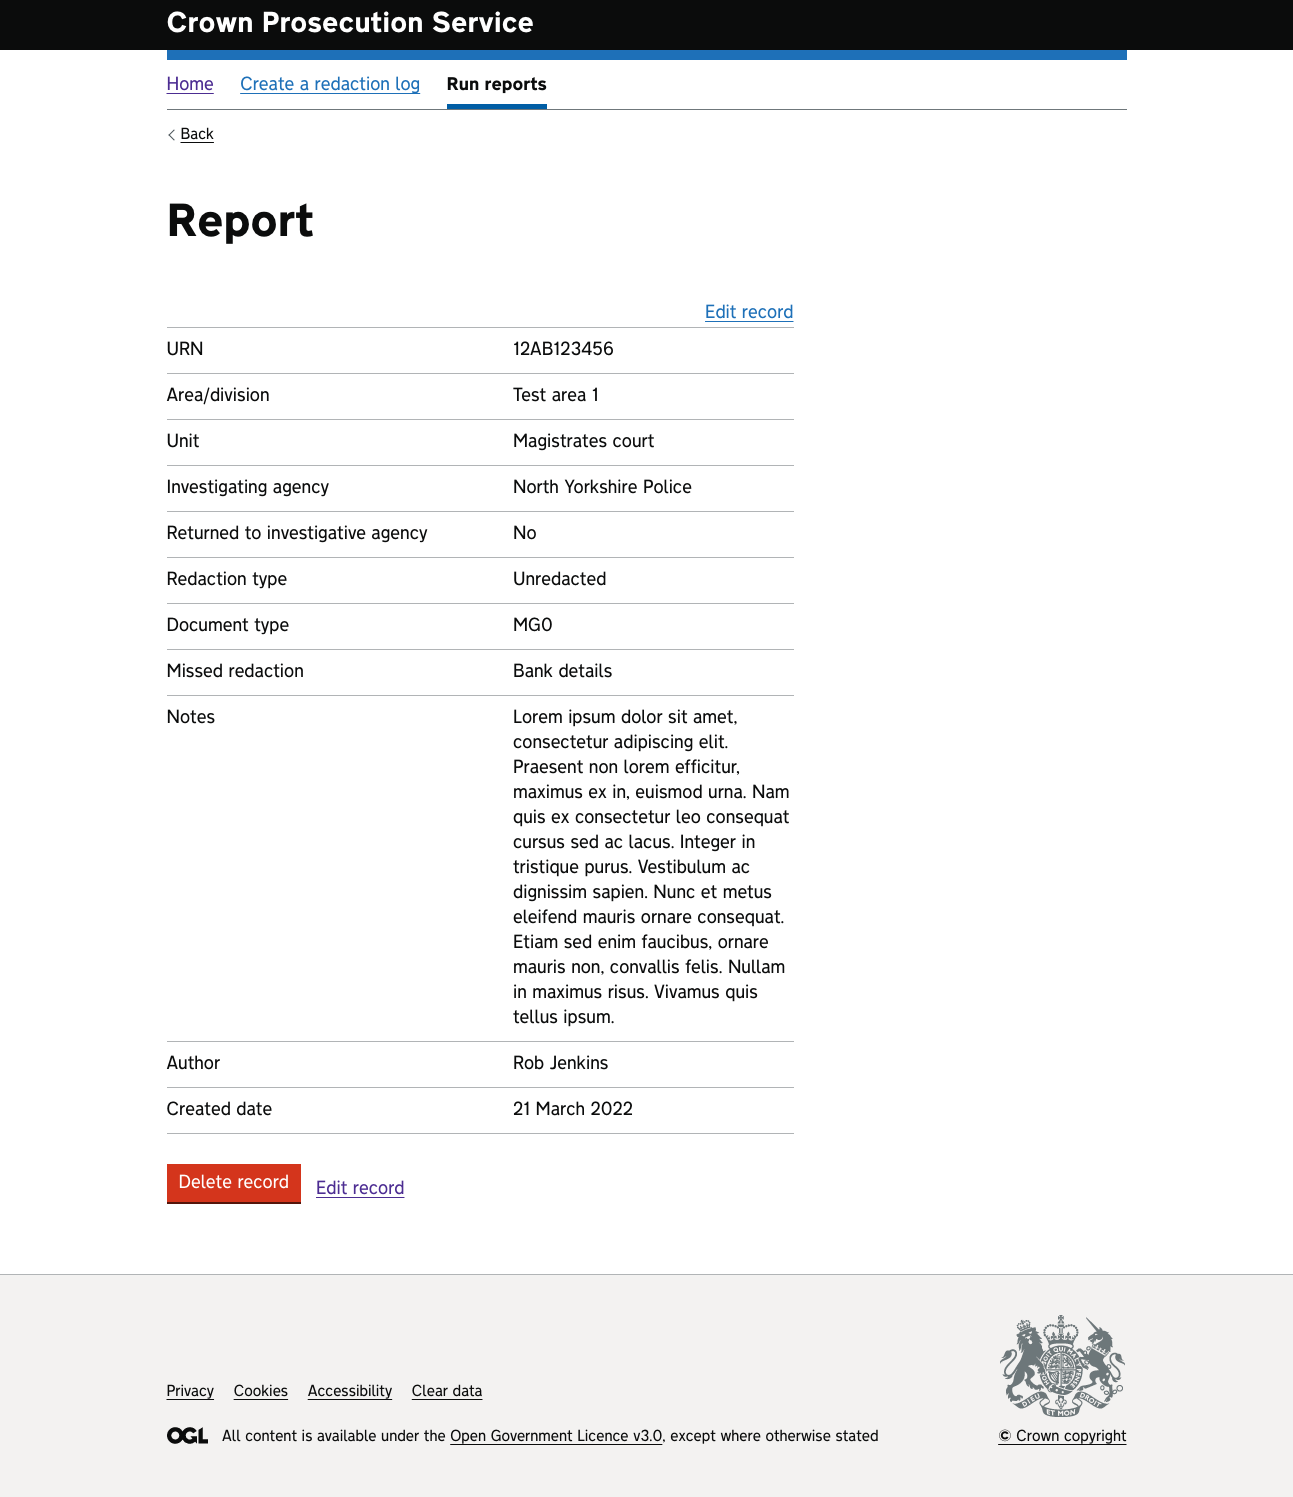 Crown Prosecution Service
Home Create a redaction log Run reports
Back
Report
Edit record
URN 12AB123456
Area/division Test area 1
Unit Magistrates court
Investigating agency North Yorkshire Police
Returned to investigative agency No
Redaction type Unredacted
Document type MG0
Missed redaction Bank details
Notes Lorem ipsum dolor sit amet,
consectetur adipiscing elit.
Praesent non lorem efficitur,
maximus ex in, euismod urna. Nam
quis ex consectetur leo consequat
cursus sed ac lacus. Integer in
tristique purus. Vestibulum ac
dignissim sapien. Nunc et metus
eleifend mauris ornare consequat.
Etiam sed enim faucibus, ornare
mauris non, convallis felis. Nullam
in maximus risus. Vivamus quis
tellus ipsum.
Author Rob Jenkins
Created date 21 March 2022
Delete record Edit record
Privacy Cookies Accessibility Clear data
OGL All content is available under the Open Government Licence v3.0, except where otherwise stated
DIEU ET MON DROIT
© Crown copyright